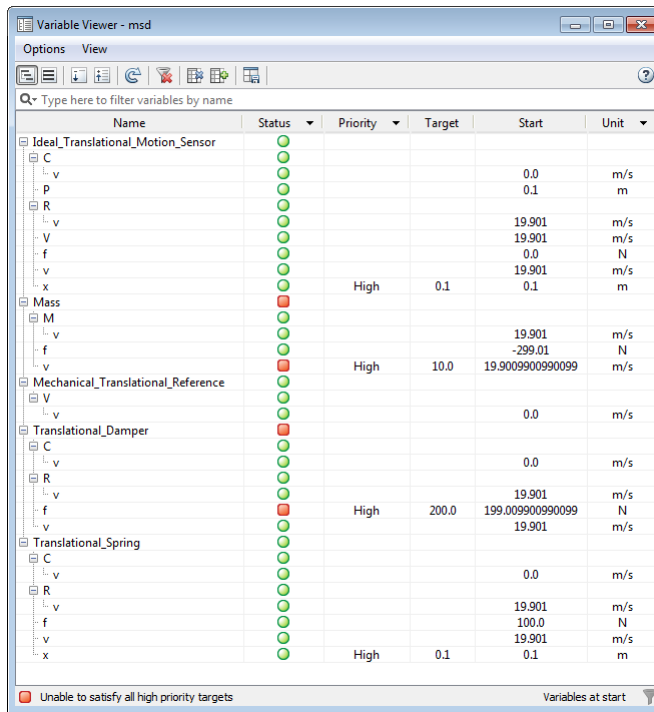 Variable Viewer - msd
Options View
Type here to filter variables by name
Name Status Priority Target Start Unit
Ideal_Translational_Motion_Sensor
C
v 0.0 m/s
P 0.1 m
R
v 19.901 m/s
V 19.901 m/s
f 0.0 N
v 19.901 m/s
x High 0.1 0.1 m
Mass
M
v 19.901 m/s
f -299.01 N
v High 10.0 19.9009900990099 m/s
Mechanical_Translational_Reference
V
v 0.0 m/s
Translational_Damper
C
v 0.0 m/s
R
v 19.901 m/s
f High 200.0 199.009900990099 N
v 19.901 m/s
Translational_Spring
C
v 0.0 m/s
R
v 19.901 m/s
f 100.0 N
v 19.901 m/s
x High 0.1 0.1 m
Unable to satisfy all high priority targets Variables at start